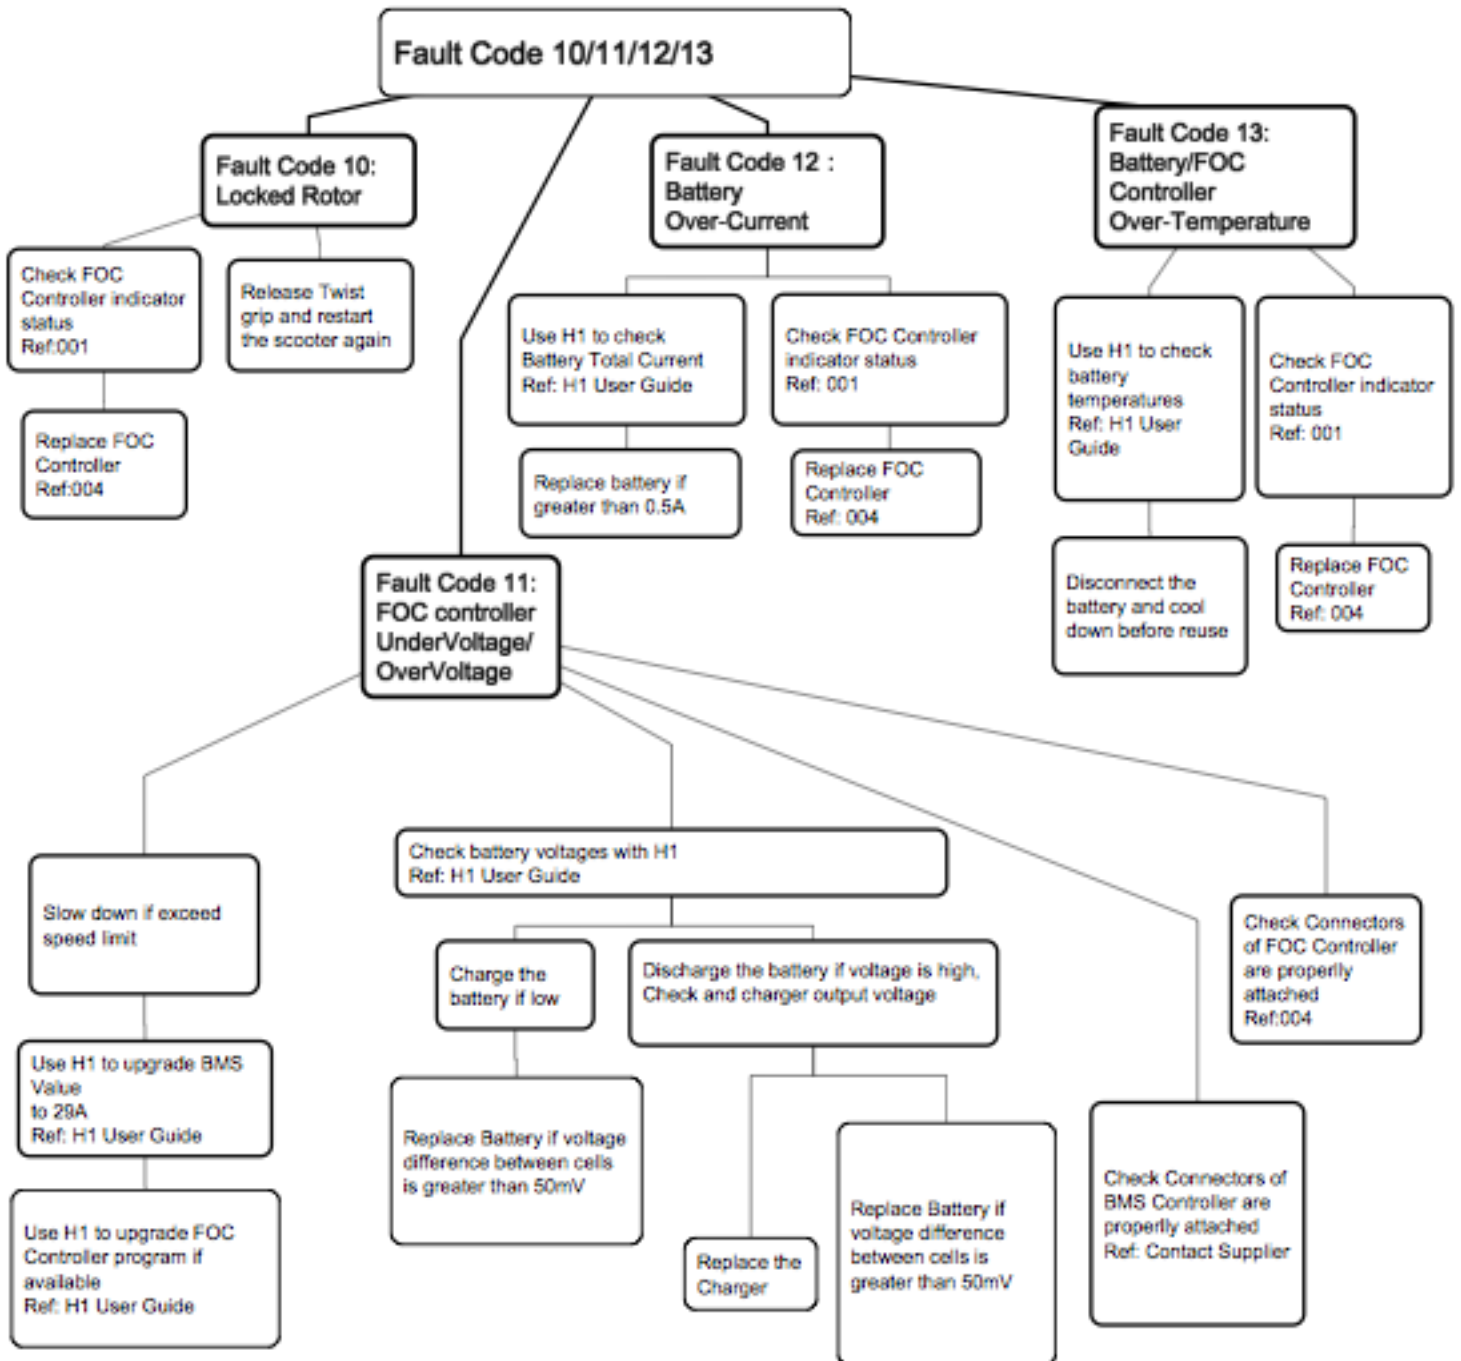 Fault Code 10/11/12/13
Fault Code 10:
Locked Rotor
Fault Code 12 :
Battery
Over-Current
Fault Code 13:
Battery/FOC
Controller
Over-Temperature
Check FOC
Controller indicator
status
Ref:001
Release Twist
grip and restart
the scooter again
Use H1 to check
Battery Total Current
Ref: H1 User Guide
Check FOC Controller
indicator status
Ref: 001
Use H1 to check
battery
temperatures
Ref: H1 User
Guide
Check FOC
Controller indicator
status
Ref: 001
Replace FOC
Controller
Ref:004
Replace battery if
greater than 0.5A
Replace FOC
Controller
Ref: 004
Disconnect the
battery and cool
down before reuse
Replace FOC
Controller
Ref: 004
Fault Code 11:
FOC controller
UnderVoltage/
OverVoltage
Slow down if exceed
speed limit
Check battery voltages with H1
Ref: H1 User Guide
Check Connectors
of FOC Controller
are properlly
attached
Ref:004
Charge the
battery if low
Discharge the battery if voltage is high,
Check and charger output voltage
Use H1 to upgrade BMS
Value
to 29A
Ref: H1 User Guide
Replace Battery if voltage
difference between cells
is greater than 50mV
Check Connectors of
BMS Controller are
properlly attached
Ref: Contact Supplier
Use H1 to upgrade FOC
Controller program if
available
Ref: H1 User Guide
Replace the
Charger
Replace Battery if
voltage difference
between cells is
greater than 50mV